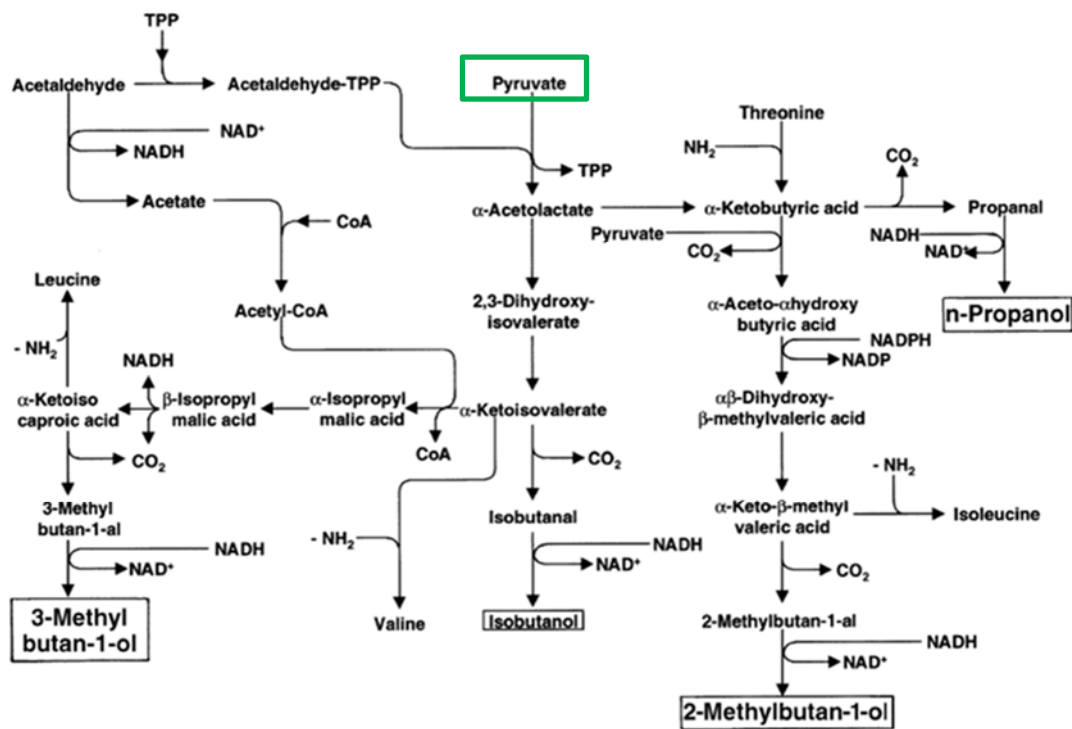 TPP
Acetaldehyde
Acetaldehyde-TPP
Pyruvate
Threonine
NAD⁺
NADH
NH₂
CO₂
TPP
Acetate
α-Acetolactate
α-Ketobutyric acid
Propanal
CoA
Pyruvate
CO₂
NADH
NAD⁺
Leucine
Acetyl-CoA
2,3-Dihydroxy-
isovalerate
α-Aceto-αhydroxy
butyric acid
n-Propanol
- NH₂
NADH
NADPH
NADP
α-Ketoiso
caproic acid
β-Isopropyl
malic acid
α-Isopropyl
malic acid
α-Ketoisovalerate
αβ-Dihydroxy-
β-methylvaleric acid
CO₂
CoA
CO₂
- NH₂
3-Methyl
butan-1-al
Isobutanal
α-Keto-β-methyl
valeric acid
Isoleucine
NADH
NAD⁺
- NH₂
NADH
NAD⁺
CO₂
3-Methyl
butan-1-ol
Valine
Isobutanol
2-Methylbutan-1-al
NADH
NAD⁺
2-Methylbutan-1-ol